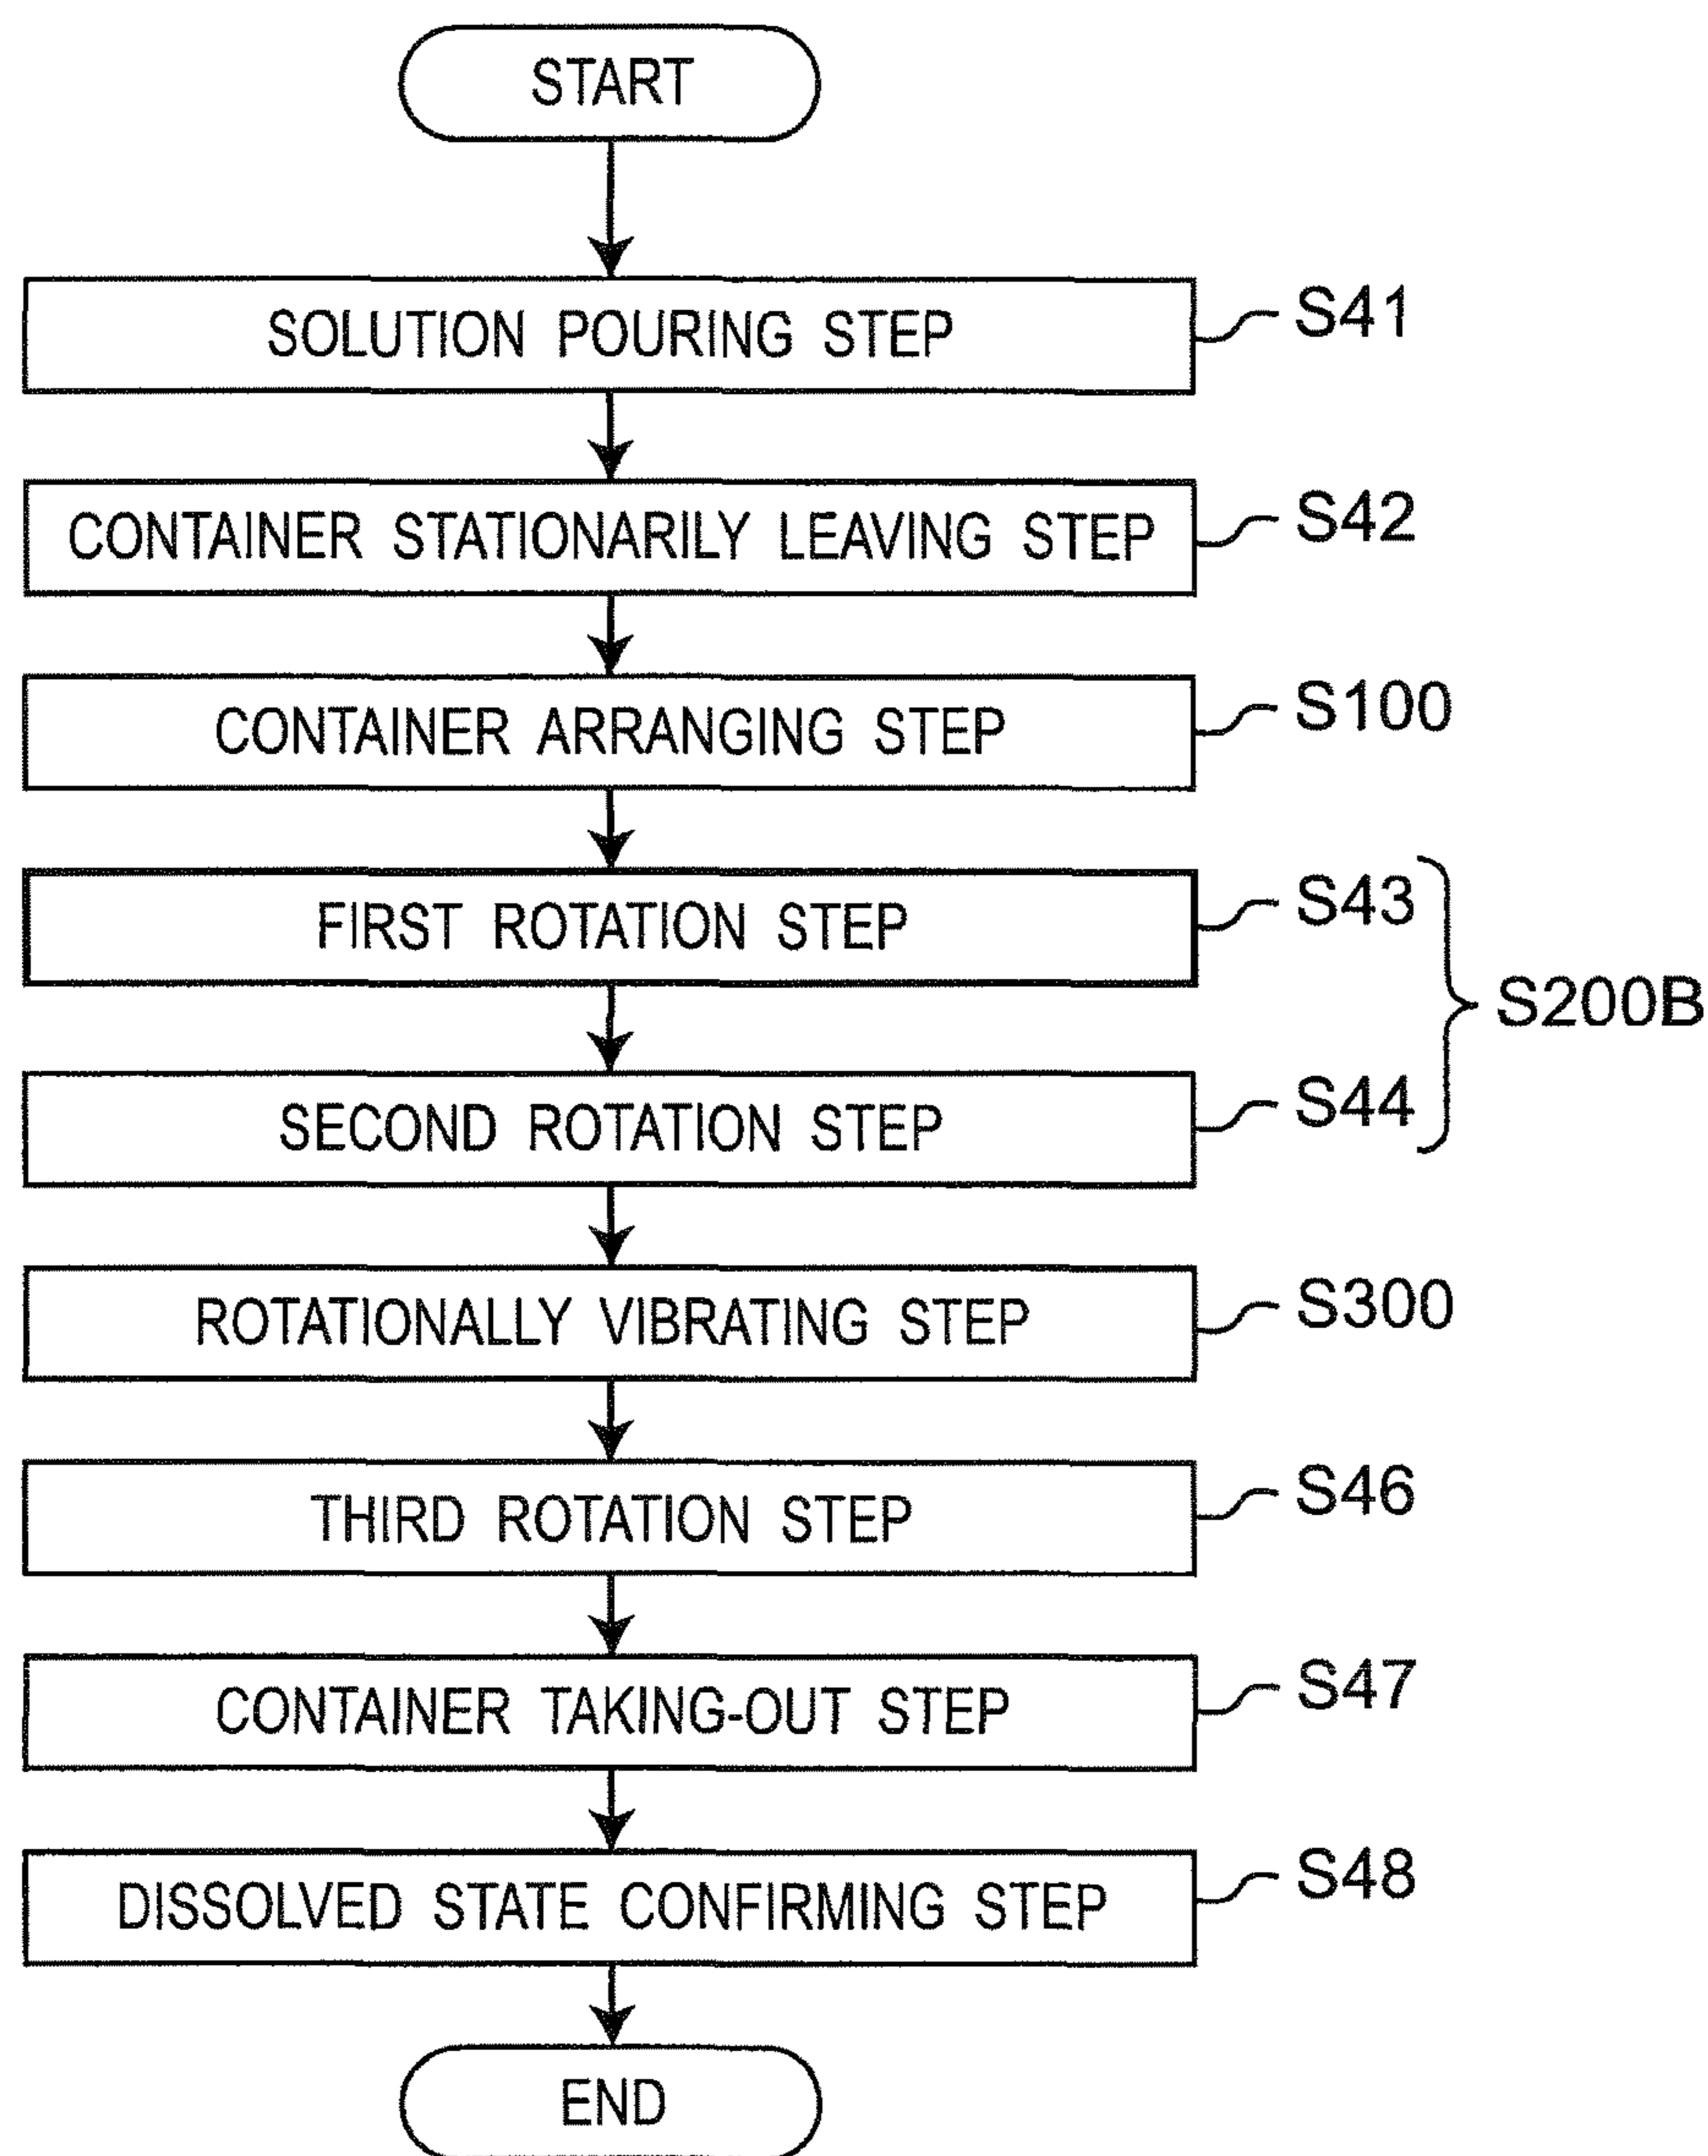 START
SOLUTION POURING STEP S41
CONTAINER STATIONARILY LEAVING STEP S42
CONTAINER ARRANGING STEP S100
FIRST ROTATION STEP S43
S200B
SECOND ROTATION STEP S44
ROTATIONALLY VIBRATING STEP S300
THIRD ROTATION STEP S46
CONTAINER TAKING-OUT STEP S47
DISSOLVED STATE CONFIRMING STEP S48
END